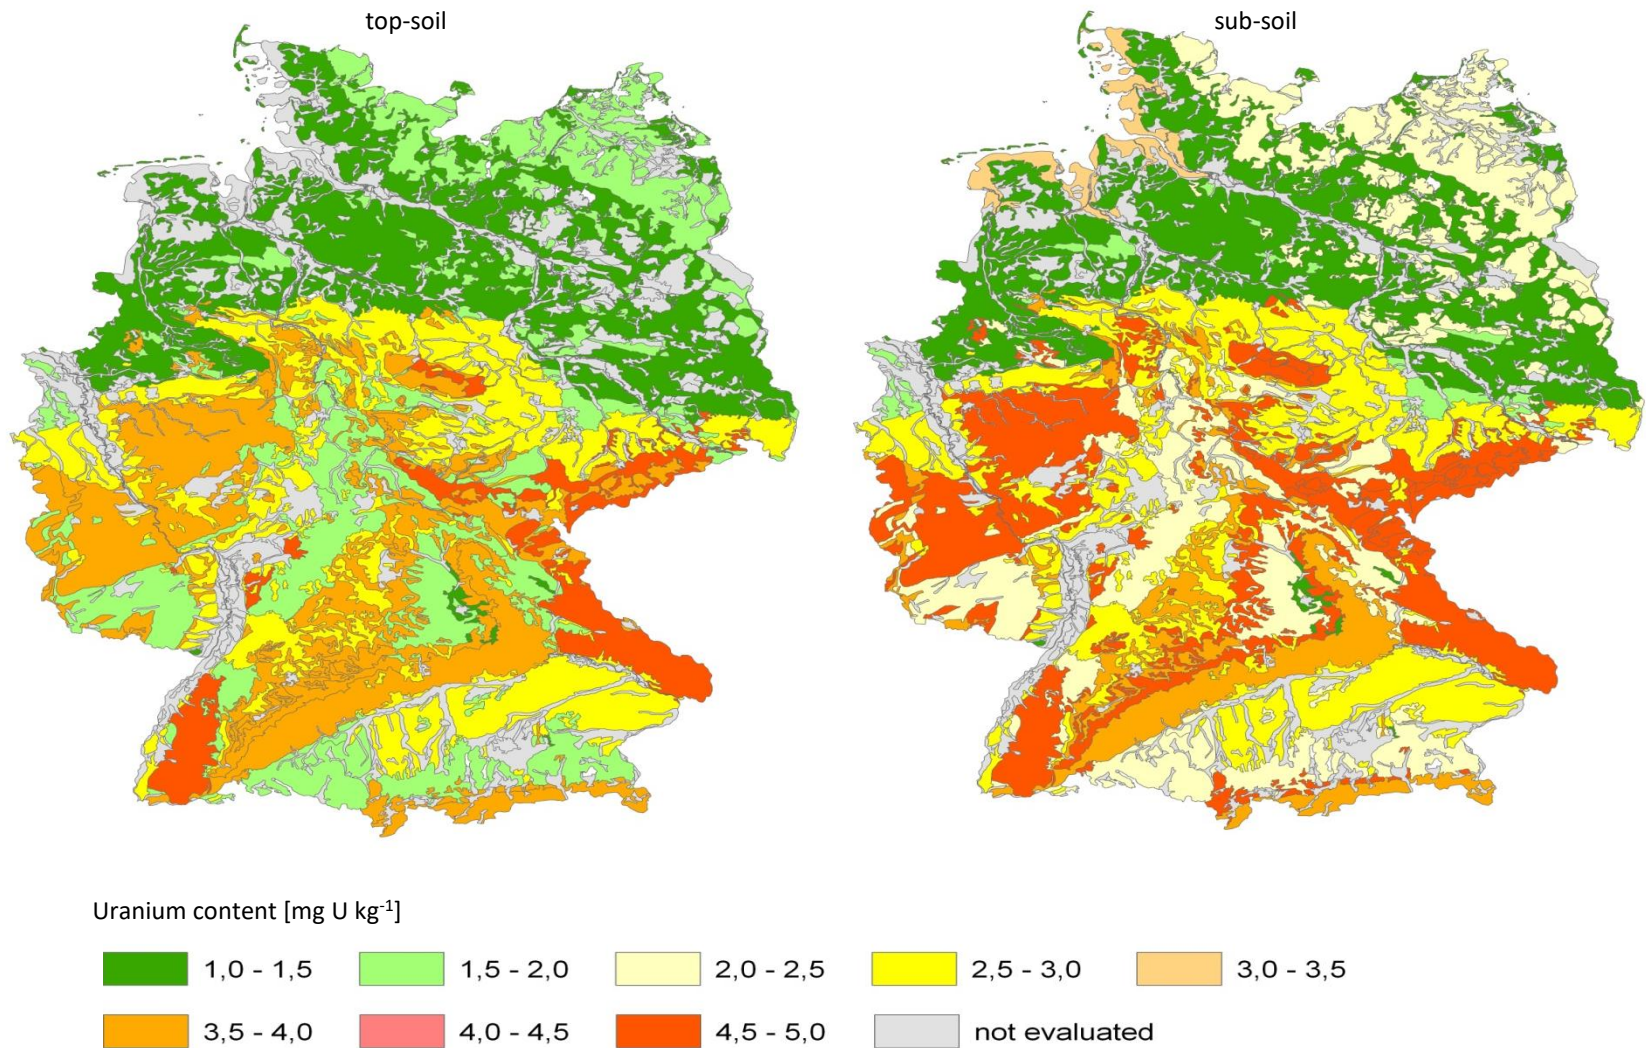 top-soil
sub-soil
Uranium content [mg U kg⁻¹]
1,0 - 1,5
1,5 - 2,0
2,0 - 2,5
2,5 - 3,0
3,0 - 3,5
3,5 - 4,0
4,0 - 4,5
4,5 - 5,0
not evaluated